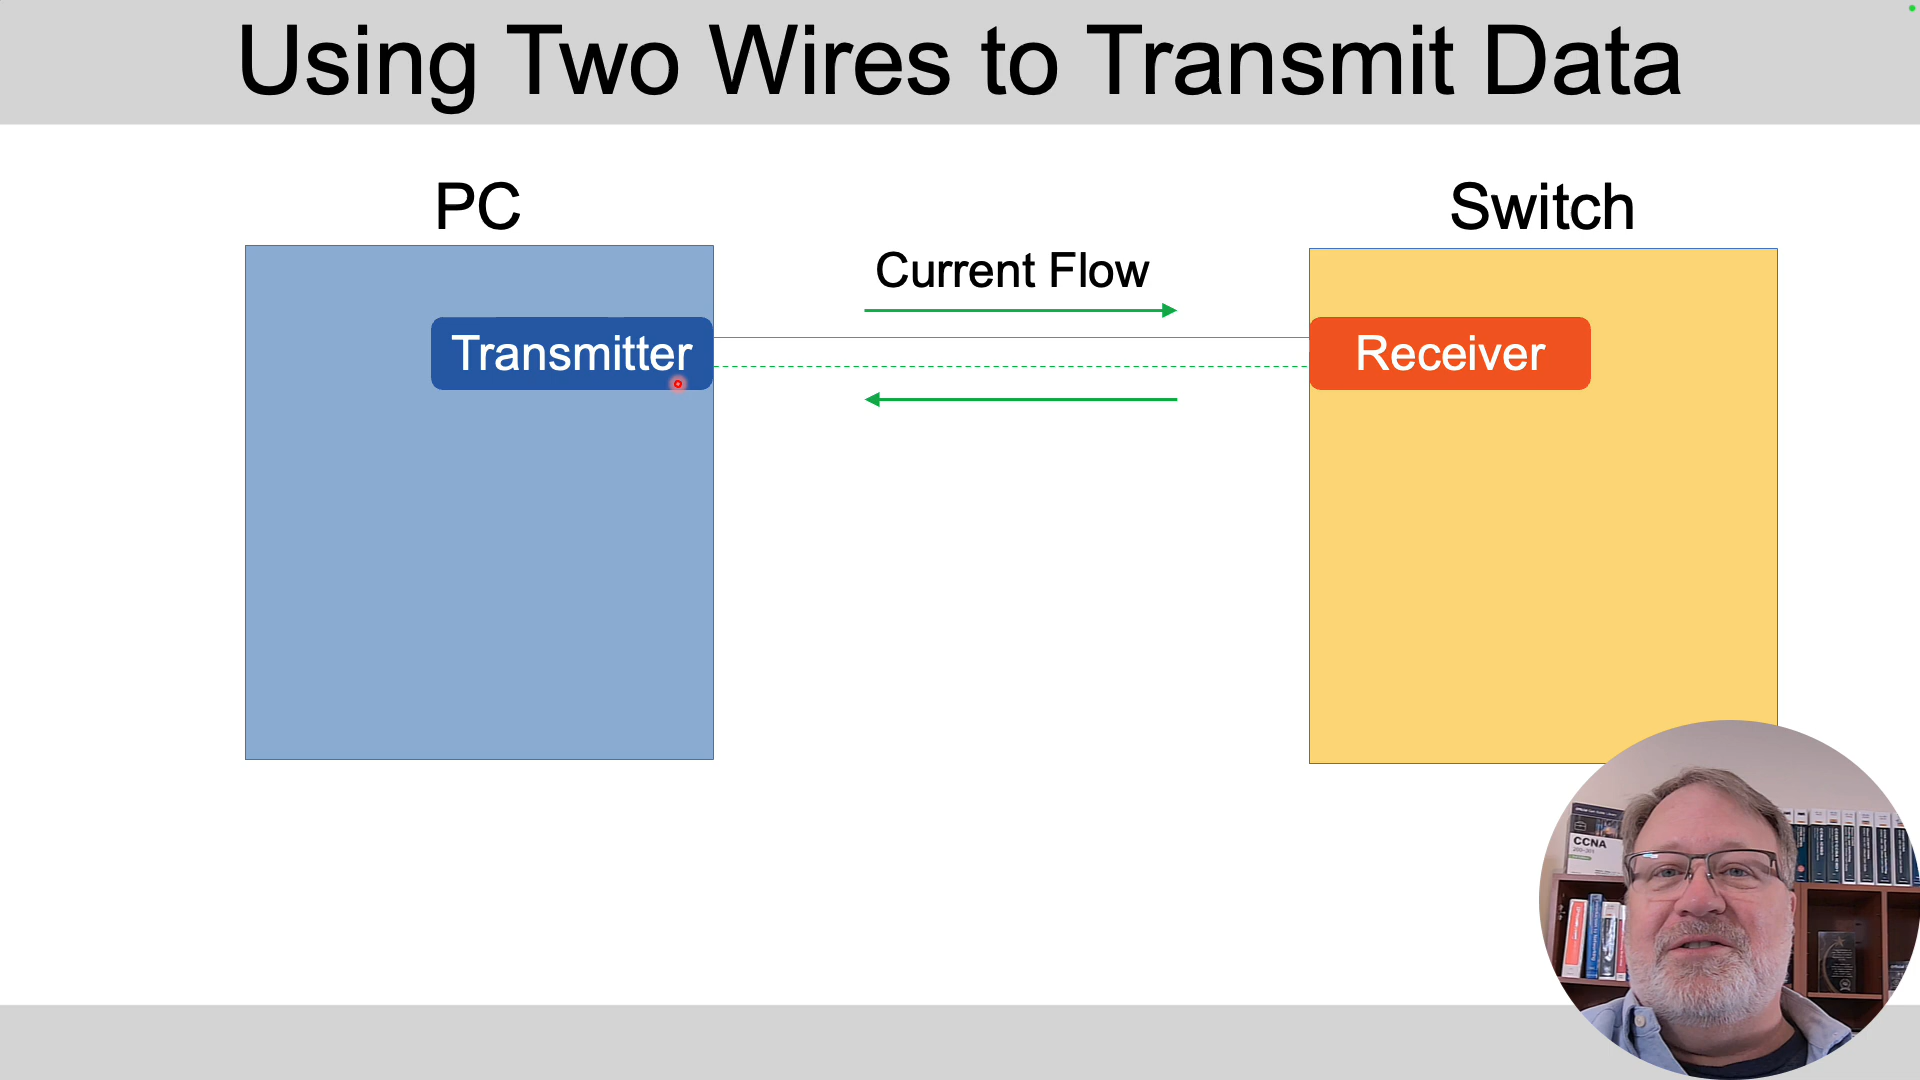 Using Two Wires to Transmit Data
PC
Switch
Current Flow
Transmitter
Receiver
CCNA